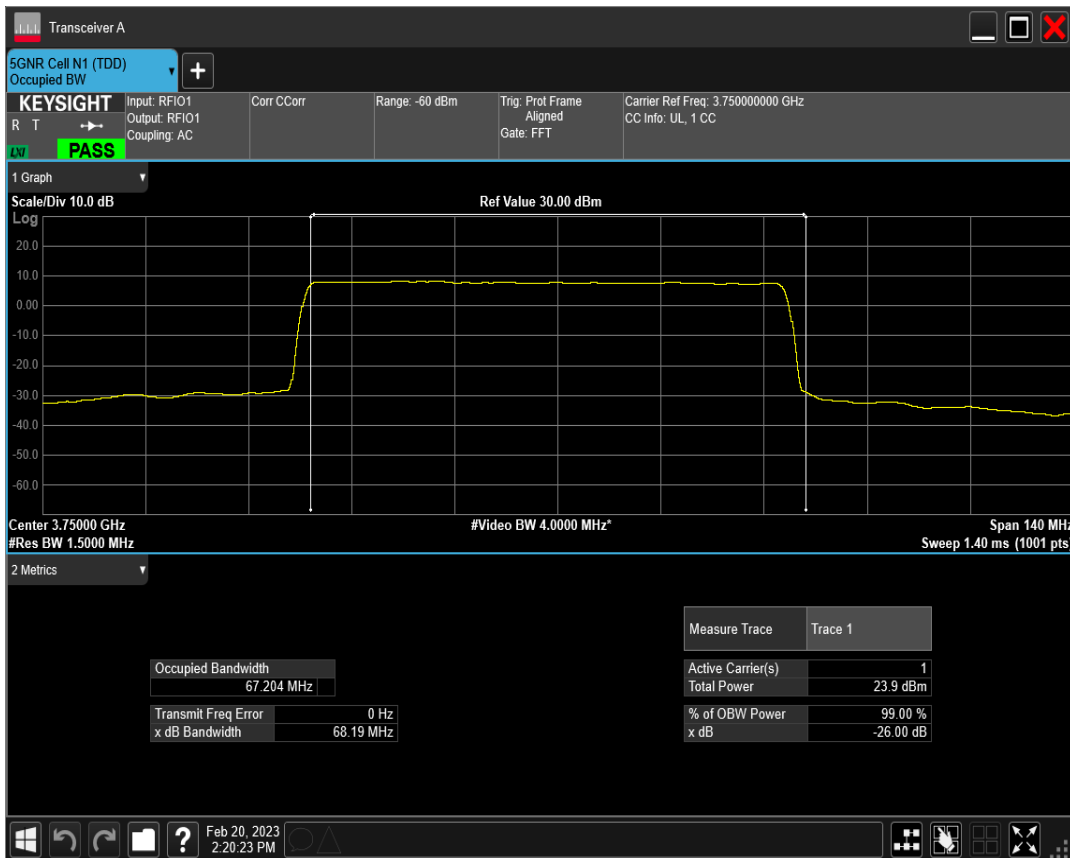 Transceiver A
5GNR Cell N1 (TDD)
Occupied BW
+
KEYSIGHT
R T
LXI
PASS
Input: RFIO1
Output: RFIO1
Coupling: AC
Corr CCorr
Range: -60 dBm
Trig: Prot Frame
Aligned
Gate: FFT
Carrier Ref Freq: 3.750000000 GHz
CC Info: UL, 1 CC
1 Graph
Scale/Div 10.0 dB
Ref Value 30.00 dBm
Log
20.0
10.0
0.00
-10.0
-20.0
-30.0
-40.0
-50.0
-60.0
Center 3.75000 GHz
#Video BW 4.0000 MHz*
Span 140 MHz
#Res BW 1.5000 MHz
Sweep 1.40 ms (1001 pts)
2 Metrics
Measure Trace Trace 1
Occupied Bandwidth
67.204 MHz
Active Carrier(s) 1
Total Power 23.9 dBm
Transmit Freq Error 0 Hz
x dB Bandwidth 68.19 MHz
% of OBW Power 99.00 %
x dB -26.00 dB
?
Feb 20, 2023
2:20:23 PM